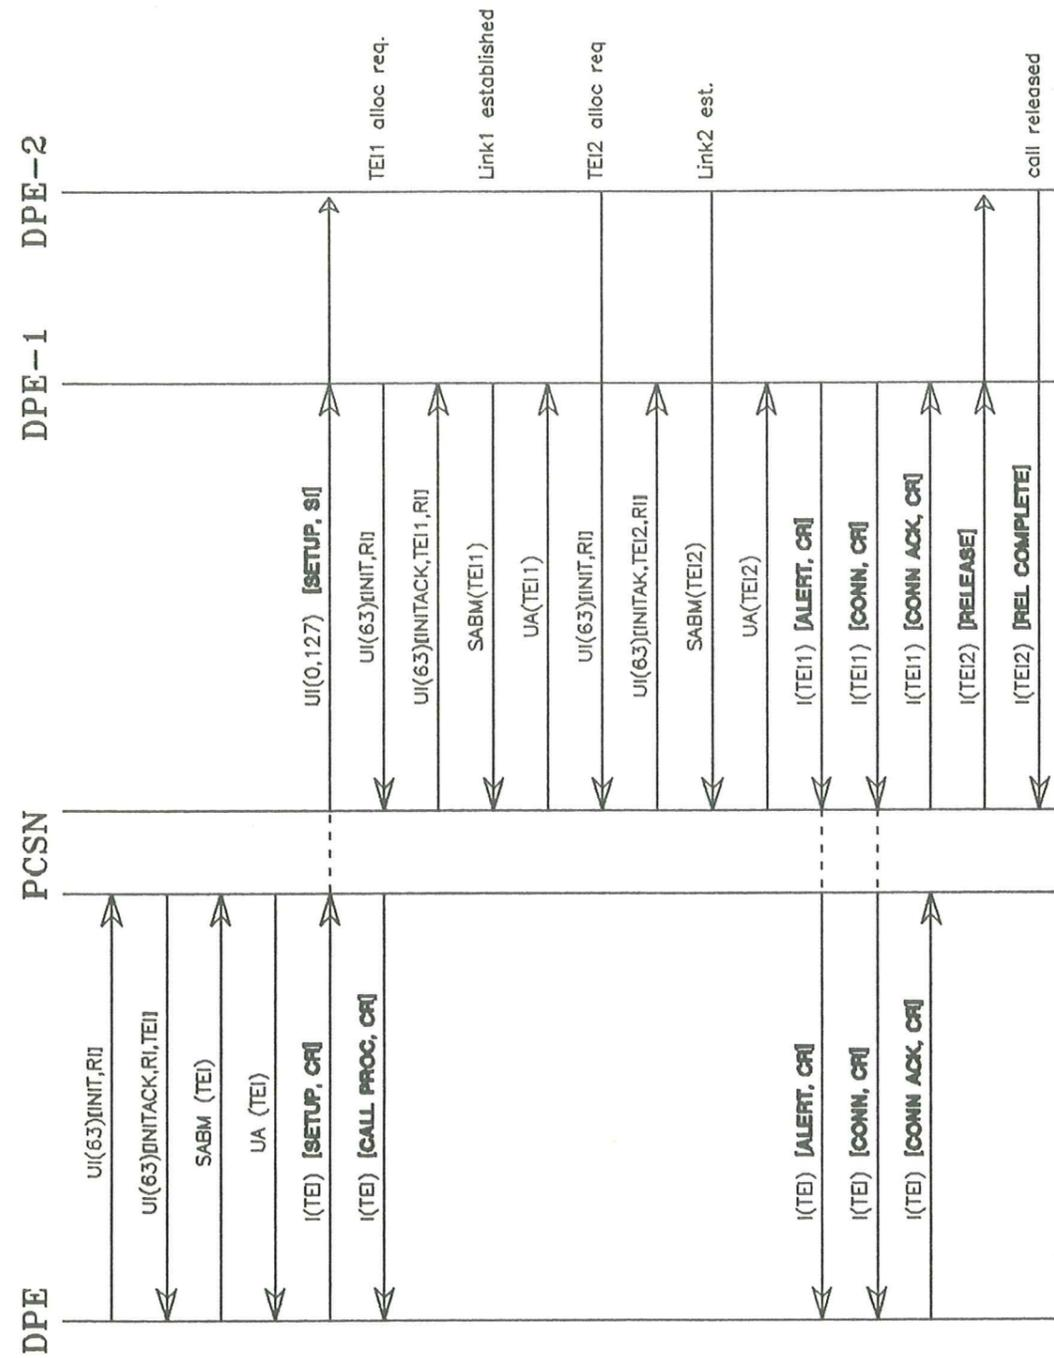 DPE
PCSN
DPE-1
DPE-2
UI(63)[INIT,RI]
UI(63)[INITACK,RI,TEI]
SABM (TEI)
UA (TEI)
I(TEI) [SETUP, CR]
UI(0,127) [SETUP, SI]
I(TEI) [CALL PROC, CR]
UI(63)[INIT,RI]
TEI1 alloc req.
UI(63)[INITACK,TEI1,RI]
SABM(TEI1)
Link1 established
UA(TEI1)
UI(63)[INIT,RI]
TEI2 alloc req
UI(63)[INITAK,TEI2,RI]
SABM(TEI2)
Link2 est.
UA(TEI2)
I(TEI) [ALERT, CR]
I(TEI1) [ALERT, CR]
I(TEI) [CONN, CR]
I(TEI1) [CONN, CR]
I(TEI) [CONN ACK, CR]
I(TEI1) [CONN ACK, CR]
I(TEI2) [RELEASE]
I(TEI2) [REL COMPLETE]
call released